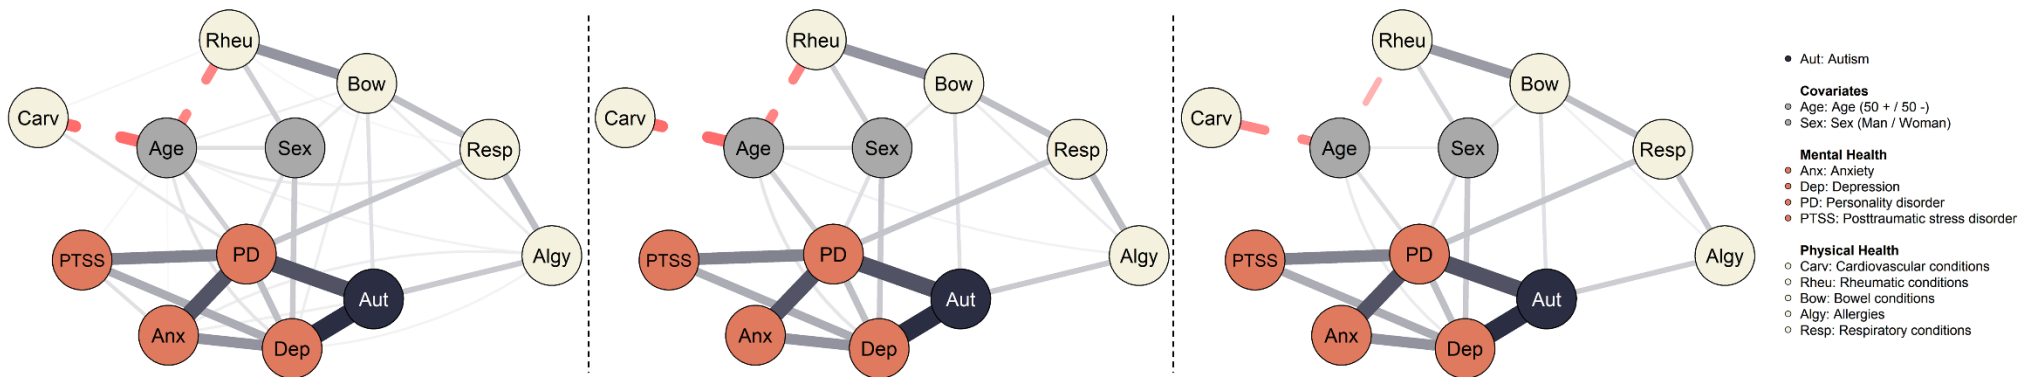 Rheu
Bow
Carv
Age
Sex
Resp
PTSS
PD
Algy
Aut
Anx
Dep
Rheu
Bow
Carv
Age
Sex
Resp
PTSS
PD
Algy
Aut
Anx
Dep
Rheu
Bow
Carv
Age
Sex
Resp
PTSS
PD
Algy
Aut
Anx
Dep
Aut: Autism
Covariates
Age: Age (50 + / 50 -)
Sex: Sex (Man / Woman)
Mental Health
Anx: Anxiety
Dep: Depression
PD: Personality disorder
PTSS: Posttraumatic stress disorder
Physical Health
Carv: Cardiovascular conditions
Rheu: Rheumatic conditions
Bow: Bowel conditions
Algy: Allergies
Resp: Respiratory conditions